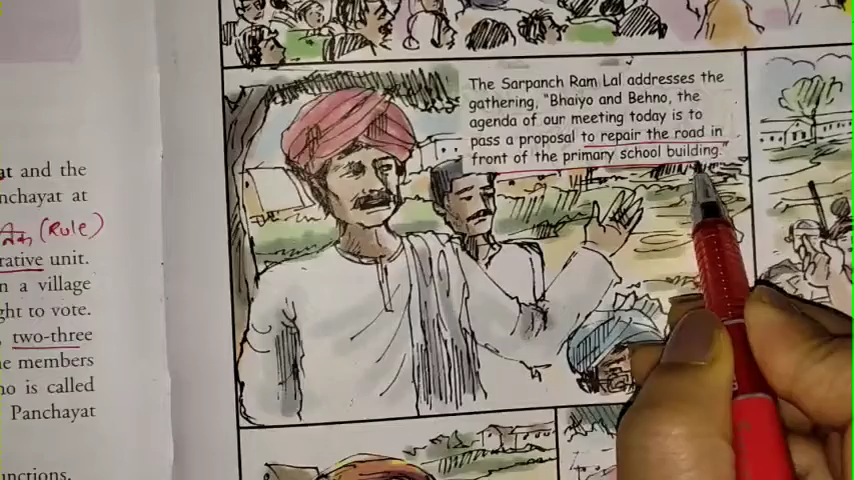 at and the
nchayat at
(Rule)
rative unit.
n a village
ght to vote.
two-three
e members
no is called
Panchayat
nctions.
The Sarpanch Ram Lal addresses the
gathering, "Bhaiyo and Behno, the
agenda of our meeting today is to
pass a proposal to repair the road in
front of the primary school building."